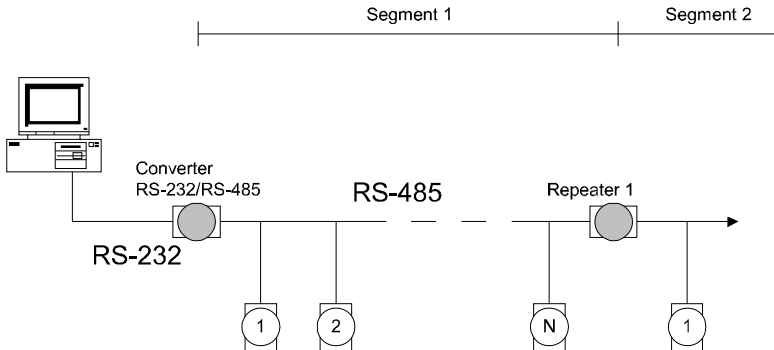 Segment 1
Segment 2
Converter
RS-232/RS-485
RS-485
Repeater 1
RS-232
1
2
N
1